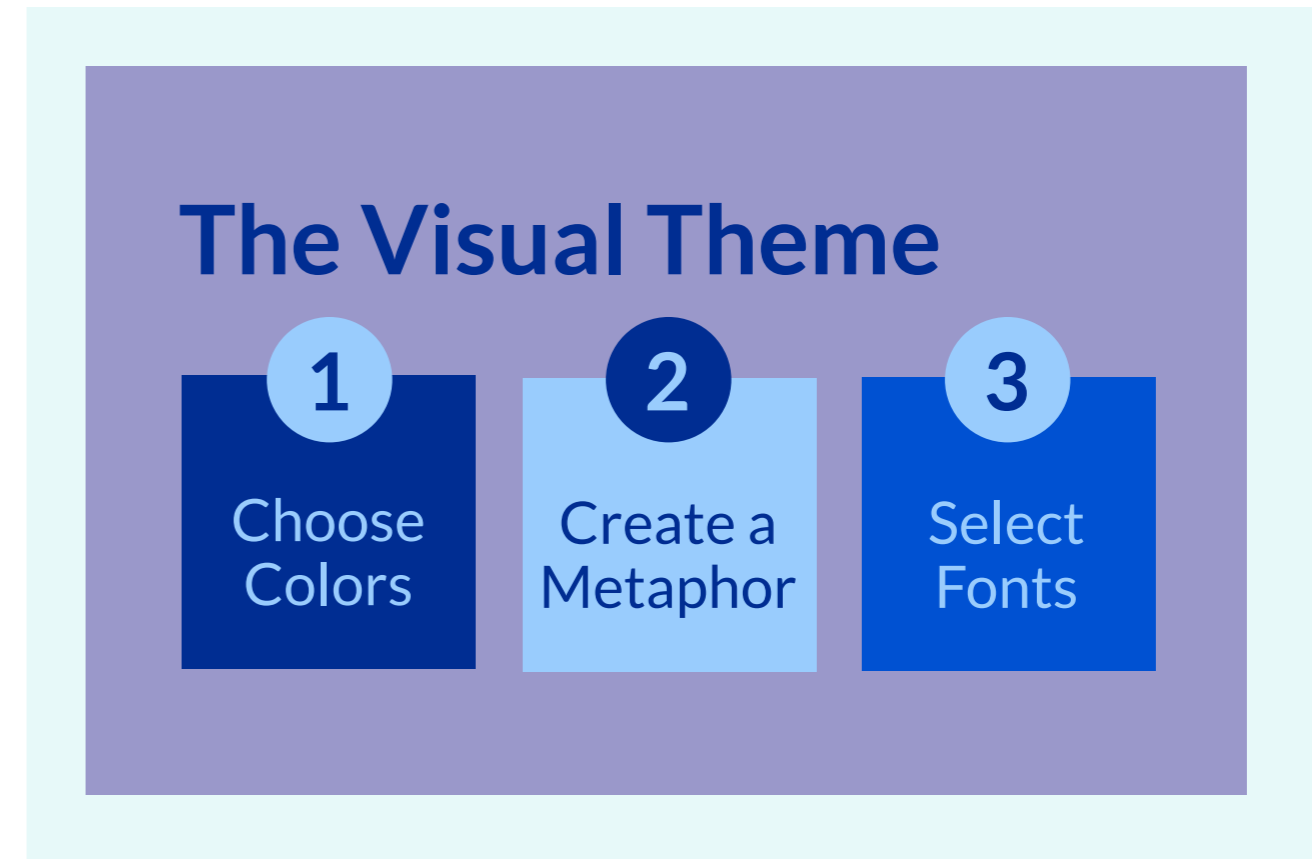 The Visual Theme
1
Choose
Colors
2
Create a
Metaphor
3
Select
Fonts